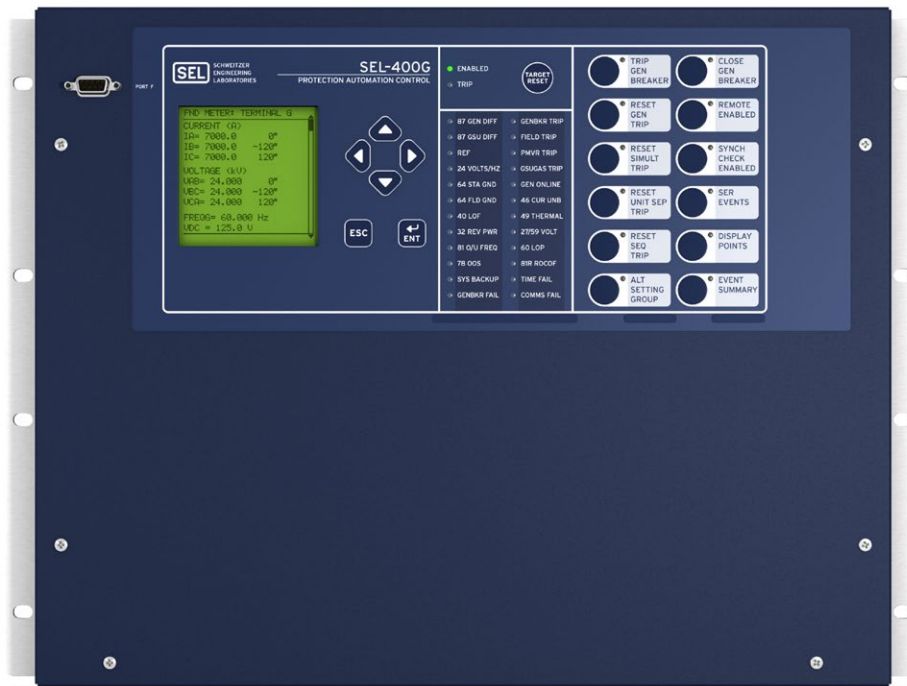 PORT F
SEL
SCHWEITZER
ENGINEERING
LABORATORIES
SEL-400G
PROTECTION AUTOMATION CONTROL
FND METER: TERMINAL G
CURRENT (A)
IA= 7000.0 0°
IB= 7000.0 -120°
IC= 7000.0 120°
VOLTAGE (kV)
VAB= 24.000 0°
VBC= 24.000 -120°
VCA= 24.000 120°
FREQG= 60.000 Hz
VDC = 125.0 V
ESC
ENT
ENABLED
TRIP
TARGET
RESET
87 GEN DIFF
87 GSU DIFF
REF
24 VOLTS/HZ
64 STA GND
64 FLD GND
40 LOF
32 REV PWR
81 O/U FREQ
78 OOS
SYS BACKUP
GENBKR FAIL
GENBKR TRIP
FIELD TRIP
PMVR TRIP
GSUGAS TRIP
GEN ONLINE
46 CUR UNB
49 THERMAL
27/59 VOLT
60 LOP
81R ROCOF
TIME FAIL
COMMS FAIL
TRIP
GEN
BREAKER
RESET
GEN
TRIP
RESET
SIMULT
TRIP
RESET
UNIT SEP
TRIP
RESET
SEQ
TRIP
ALT
SETTING
GROUP
CLOSE
GEN
BREAKER
REMOTE
ENABLED
SYNCH
CHECK
ENABLED
SER
EVENTS
DISPLAY
POINTS
EVENT
SUMMARY